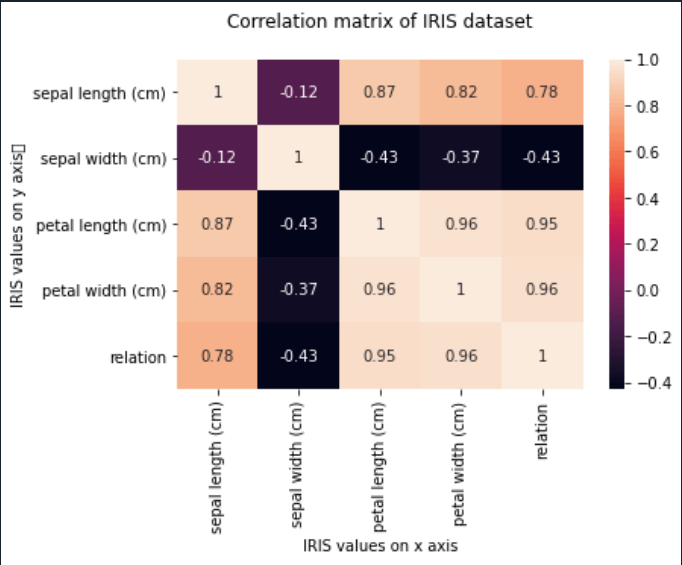 Correlation matrix of IRIS dataset
sepal length (cm) 1 -0.12 0.87 0.82 0.78
sepal width (cm) -0.12 1 -0.43 -0.37 -0.43
petal length (cm) 0.87 -0.43 1 0.96 0.95
petal width (cm) 0.82 -0.37 0.96 1 0.96
relation 0.78 -0.43 0.95 0.96 1
IRIS values on y axis▯
sepal length (cm)
sepal width (cm)
petal length (cm)
petal width (cm)
relation
IRIS values on x axis
1.0
0.8
0.6
0.4
0.2
0.0
−0.2
−0.4